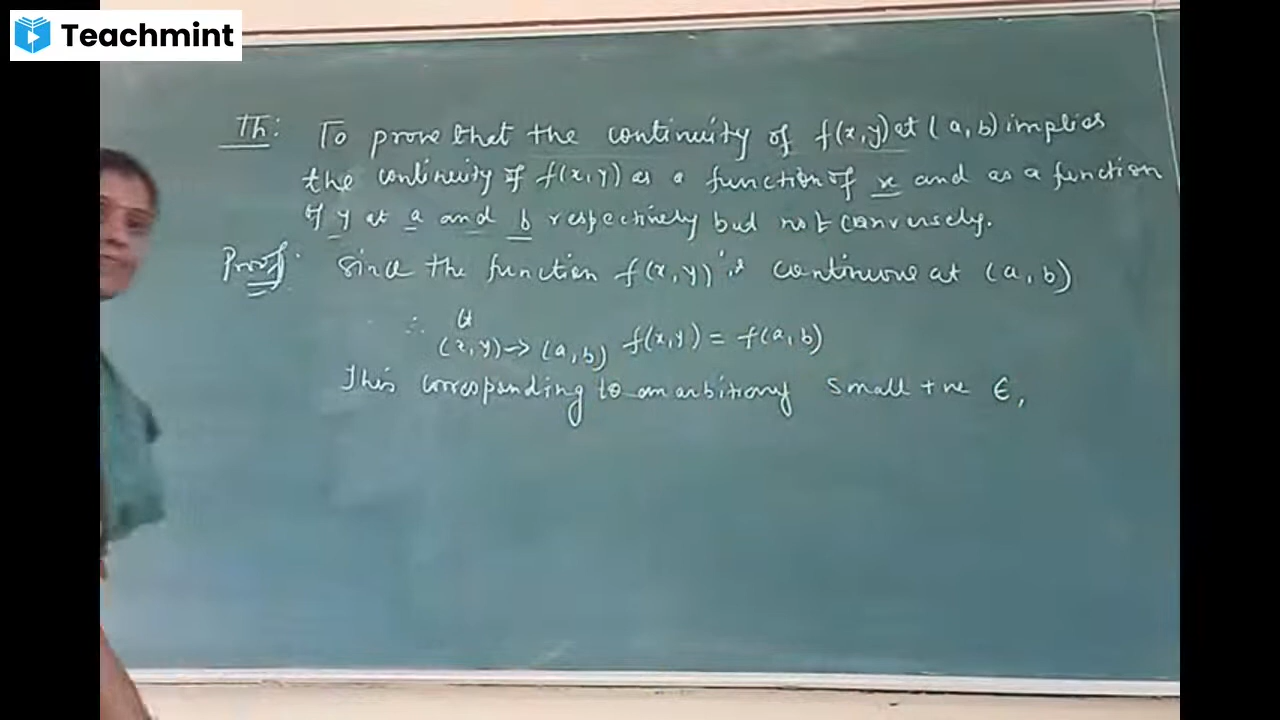 Teachmint
Th: To prove that the continuity of f(x,y) at (a,b) implies
the continuity of f(x,y) as a function of x and as a function
of y at a and b respectively but not conversely.
Proof: Since the function f(x,y) is continuous at (a,b)
∴ Lt
(x,y)→(a,b) f(x,y) = f(a,b)
This corresponding to an arbitrary small +ve ϵ,